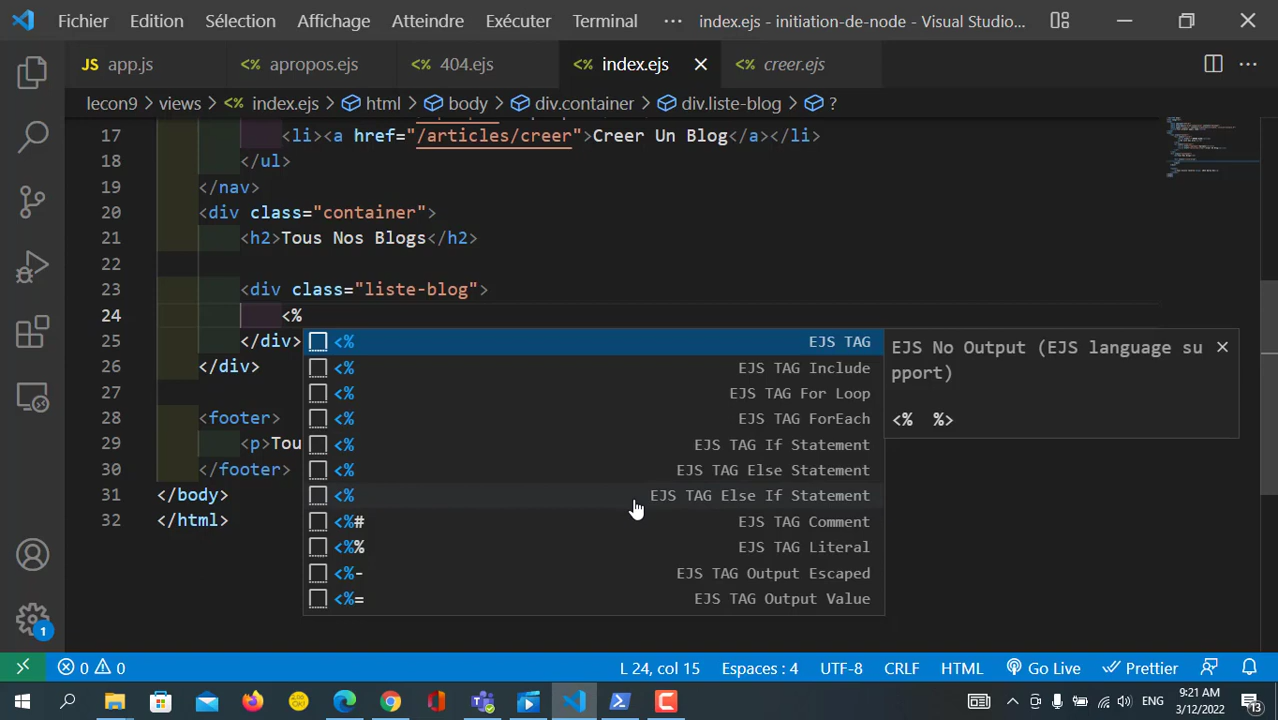 Fichier Edition Sélection Affichage Atteindre Exécuter Terminal ··· index.ejs - initiation-de-node - Visual Studio...
JS app.js <% apropos.ejs <% 404.ejs <% index.ejs <% creer.ejs
lecon9 > views > <% index.ejs > html > body > div.container > div.liste-blog > ?
17 <li><a href="/articles/creer">Creer Un Blog</a></li>
18 </ul>
19 </nav>
20 <div class="container">
21 <h2>Tous Nos Blogs</h2>
22
23 <div class="liste-blog">
24 <%
25 </div>
26 </div>
27
28 <footer>
29 <p>Tou
30 </footer>
31 </body>
32 </html>
<% EJS TAG
<% EJS TAG Include
<% EJS TAG For Loop
<% EJS TAG ForEach
<% EJS TAG If Statement
<% EJS TAG Else Statement
<% EJS TAG Else If Statement
<%# EJS TAG Comment
<%% EJS TAG Literal
<%- EJS TAG Output Escaped
<%= EJS TAG Output Value
EJS No Output (EJS language su
pport)
<% %>
1
0 0 L 24, col 15 Espaces : 4 UTF-8 CRLF HTML Go Live Prettier
ENG 9:21 AM
3/12/2022 13